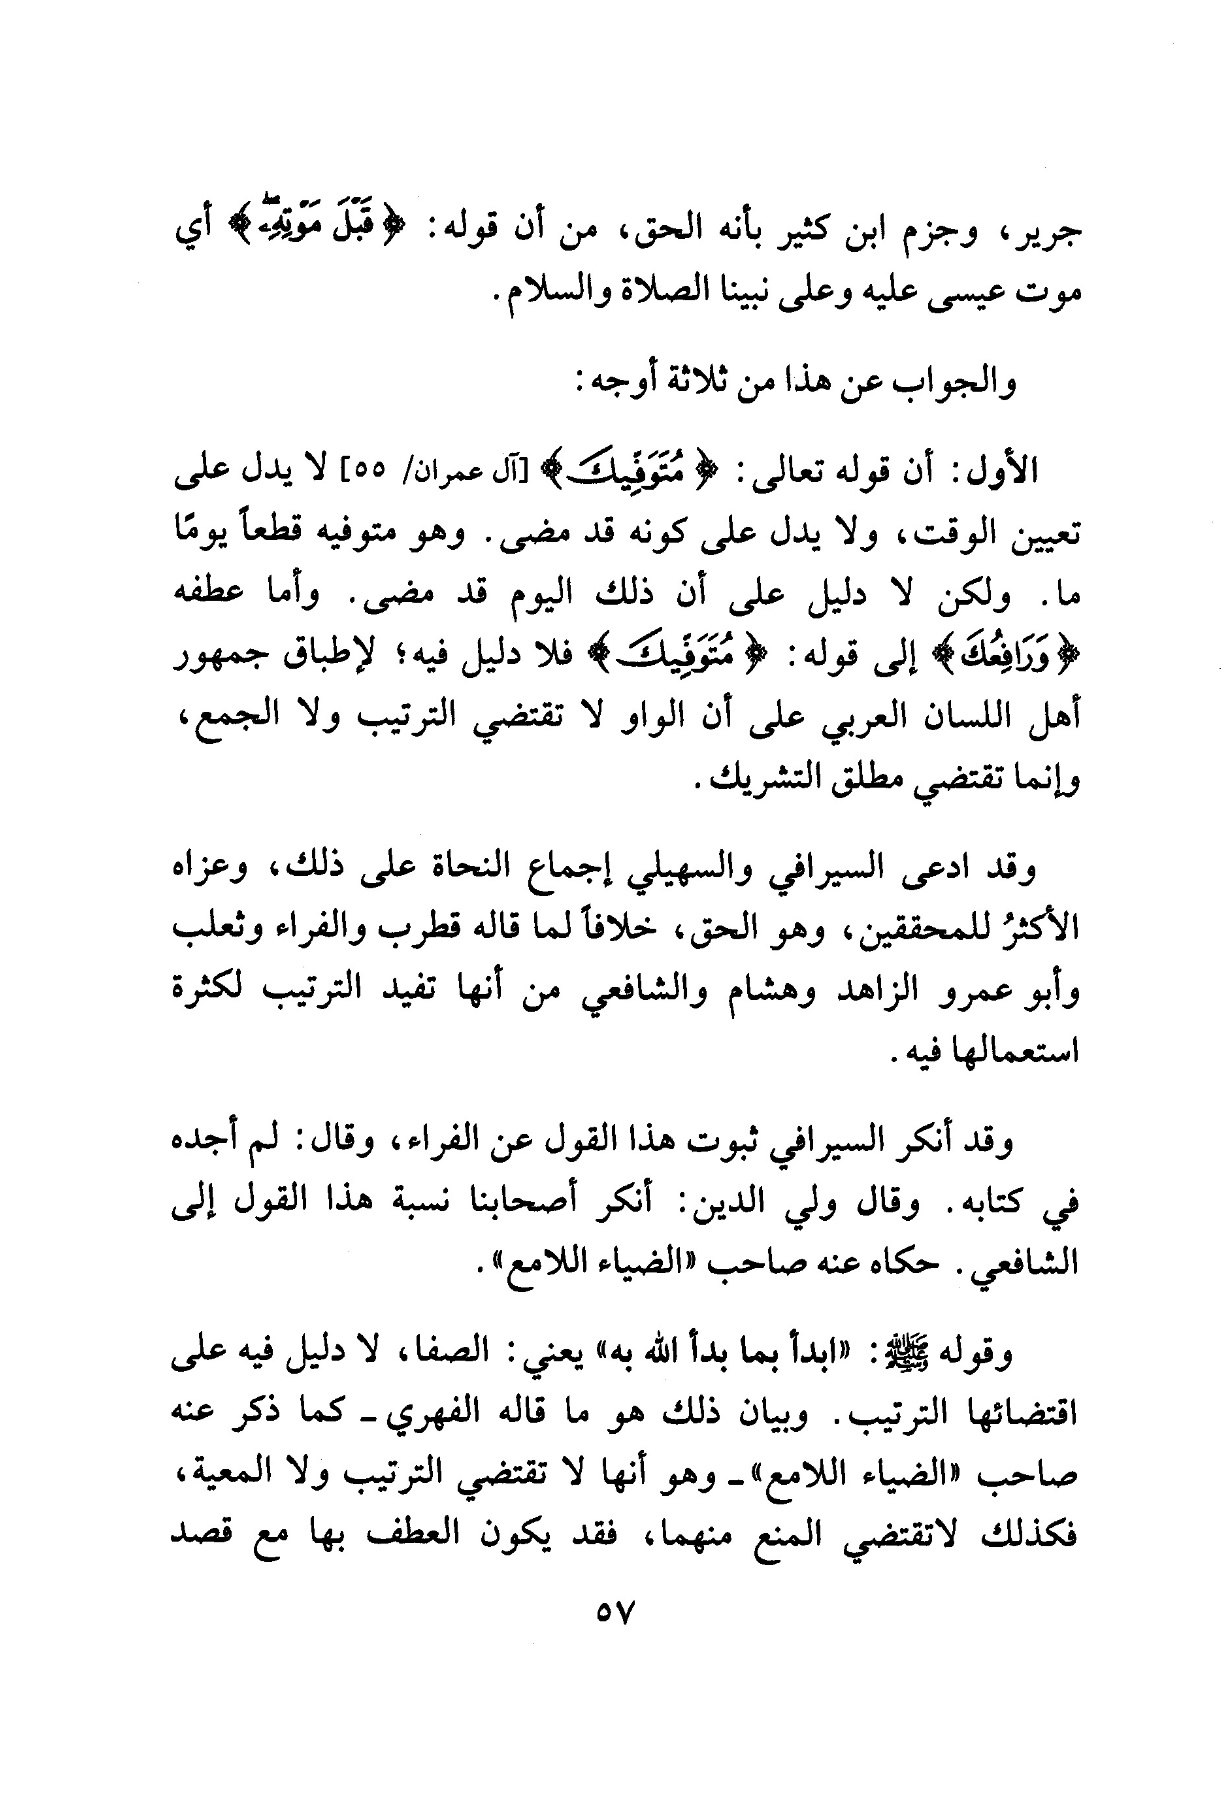 جرير، وجزم ابن كثير بأنه الحق، من أن قوله: ﴿قَبْلَ مَوْتِهِۦۖ﴾ أي
موت عيسى عليه وعلى نبينا الصلاة والسلام.
والجواب عن هذا من ثلاثة أوجه:
الأول: أن قوله تعالى: ﴿مُتَوَفِّيكَ﴾ [آل عمران/ ٥٥] لا يدل على
تعيين الوقت، ولا يدل على كونه قد مضى. وهو متوفيه قطعاً يومًا
ما. ولكن لا دليل على أن ذلك اليوم قد مضى. وأما عطفه
﴿وَرَافِعُكَ﴾ إلى قوله: ﴿مُتَوَفِّيكَ﴾ فلا دليل فيه؛ لإطباق جمهور
أهل اللسان العربي على أن الواو لا تقتضي الترتيب ولا الجمع،
وإنما تقتضي مطلق التشريك.
وقد ادعى السيرافي والسهيلي إجماع النحاة على ذلك، وعزاه
الأكثرُ للمحققين، وهو الحق، خلافاً لما قاله قطرب والفراء وثعلب
وأبو عمرو الزاهد وهشام والشافعي من أنها تفيد الترتيب لكثرة
استعمالها فيه.
وقد أنكر السيرافي ثبوت هذا القول عن الفراء، وقال: لم أجده
في كتابه. وقال ولي الدين: أنكر أصحابنا نسبة هذا القول إلى
الشافعي. حكاه عنه صاحب «الضياء اللامع».
وقوله ﷺ: «ابدأ بما بدأ الله به» يعني: الصفا، لا دليل فيه على
اقتضائها الترتيب. وبيان ذلك هو ما قاله الفهري ـ كما ذكر عنه
صاحب «الضياء اللامع» ـ وهو أنها لا تقتضي الترتيب ولا المعية،
فكذلك لاتقتضي المنع منهما، فقد يكون العطف بها مع قصد
٥٧